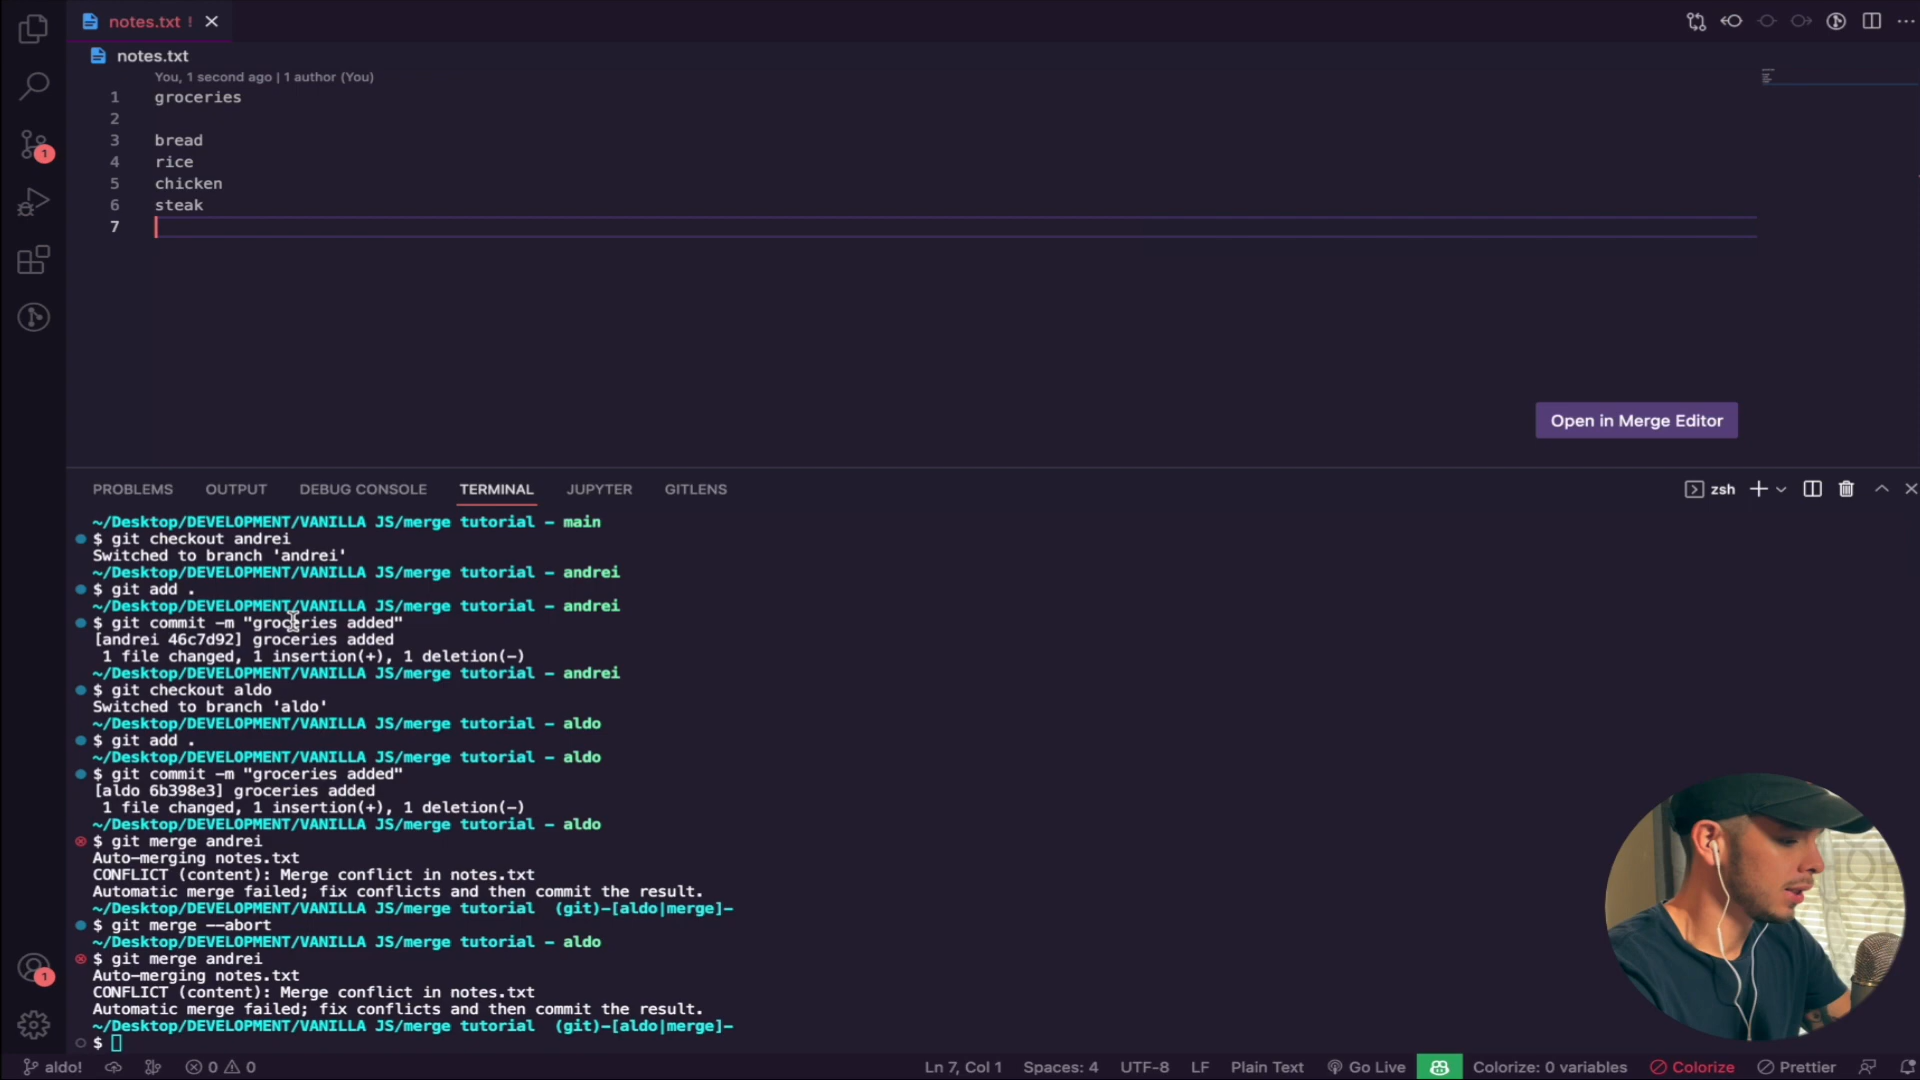 notes.txt !
notes.txt
You, 1 second ago | 1 author (You)
1 groceries
2
3 bread
4 rice
5 chicken
6 steak
7
1
Open in Merge Editor
PROBLEMS OUTPUT DEBUG CONSOLE TERMINAL JUPYTER GITLENS zsh
~/Desktop/DEVELOPMENT/VANILLA JS/merge tutorial – main
$ git checkout andrei
Switched to branch 'andrei'
~/Desktop/DEVELOPMENT/VANILLA JS/merge tutorial – andrei
$ git add .
~/Desktop/DEVELOPMENT/VANILLA JS/merge tutorial – andrei
$ git commit -m "groceries added"
[andrei 46c7d92] groceries added
1 file changed, 1 insertion(+), 1 deletion(-)
~/Desktop/DEVELOPMENT/VANILLA JS/merge tutorial – andrei
$ git checkout aldo
Switched to branch 'aldo'
~/Desktop/DEVELOPMENT/VANILLA JS/merge tutorial – aldo
$ git add .
~/Desktop/DEVELOPMENT/VANILLA JS/merge tutorial – aldo
$ git commit -m "groceries added"
[aldo 6b398e3] groceries added
1 file changed, 1 insertion(+), 1 deletion(-)
~/Desktop/DEVELOPMENT/VANILLA JS/merge tutorial – aldo
$ git merge andrei
Auto-merging notes.txt
CONFLICT (content): Merge conflict in notes.txt
Automatic merge failed; fix conflicts and then commit the result.
~/Desktop/DEVELOPMENT/VANILLA JS/merge tutorial (git)-[aldo|merge]-
$ git merge --abort
~/Desktop/DEVELOPMENT/VANILLA JS/merge tutorial – aldo
$ git merge andrei
Auto-merging notes.txt
CONFLICT (content): Merge conflict in notes.txt
Automatic merge failed; fix conflicts and then commit the result.
~/Desktop/DEVELOPMENT/VANILLA JS/merge tutorial (git)-[aldo|merge]-
$
1
aldo! 0 0 Ln 7, Col 1 Spaces: 4 UTF-8 LF Plain Text Go Live Colorize: 0 variables Colorize Prettier